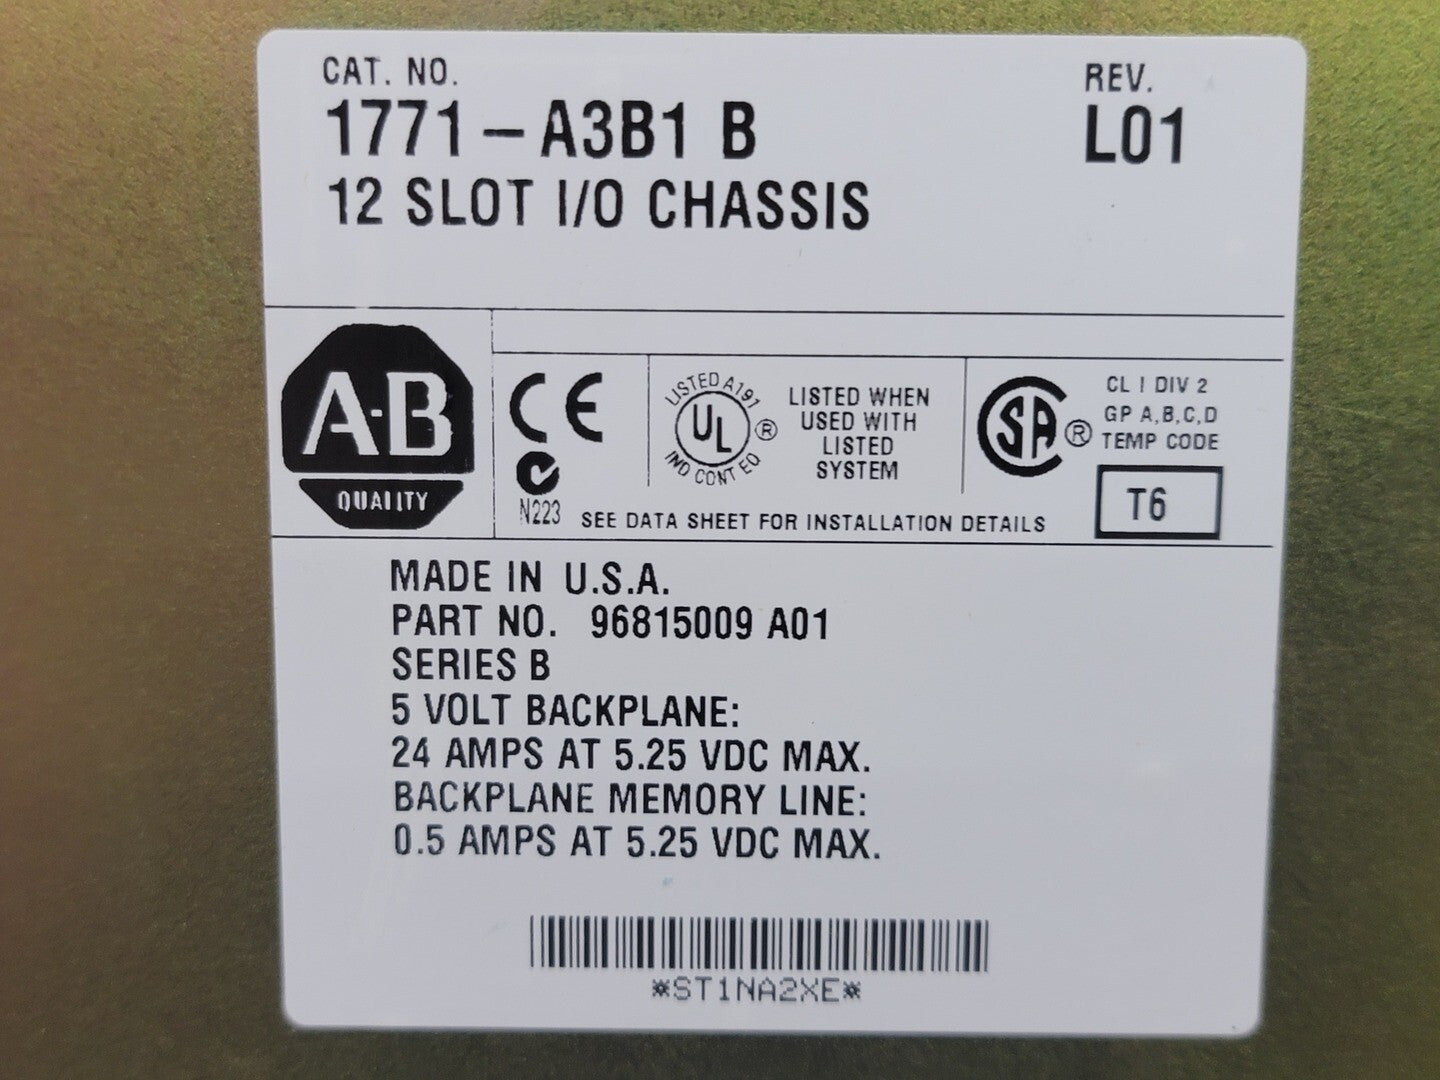 CAT. NO.
REV.
1771-A3B1 B
L01
12 SLOT I/O CHASSIS
A-B
QUALITY
CE
N223
LISTED A191
UL ®
IND CONT EQ
LISTED WHEN
USED WITH
LISTED
SYSTEM
SA ®
CL I DIV 2
GP A,B,C,D
TEMP CODE
T6
SEE DATA SHEET FOR INSTALLATION DETAILS
MADE IN U.S.A.
PART NO. 96815009 A01
SERIES B
5 VOLT BACKPLANE:
24 AMPS AT 5.25 VDC MAX.
BACKPLANE MEMORY LINE:
0.5 AMPS AT 5.25 VDC MAX.
*ST1NA2XE*